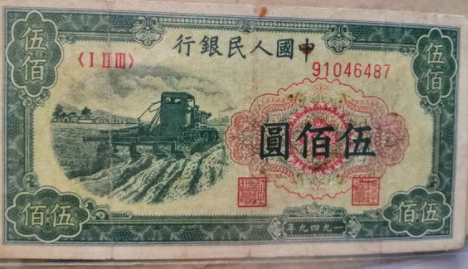 行銀民人國中
〈I II III〉
91046487
伍佰
伍佰
圓佰伍
伍佰
佰伍
年九四九一